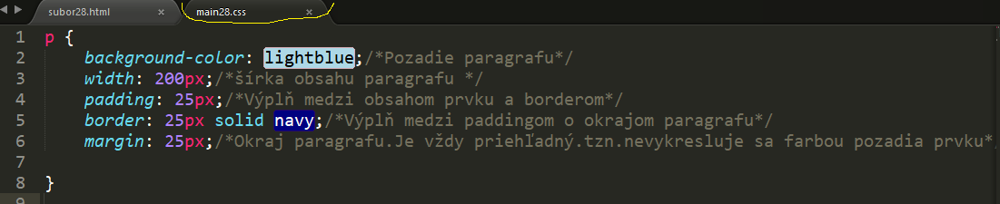 subor28.html × main28.css ×
1 p {
2 background-color: lightblue;/*Pozadie paragrafu*/
3 width: 200px;/*šírka obsahu paragrafu */
4 padding: 25px;/*Výplň medzi obsahom prvku a borderom*/
5 border: 25px solid navy;/*Výplň medzi paddingom o okrajom paragrafu*/
6 margin: 25px;/*Okraj paragrafu.Je vždy priehľadný.tzn.nevykresluje sa farbou pozadia prvku*
7
8 }
9